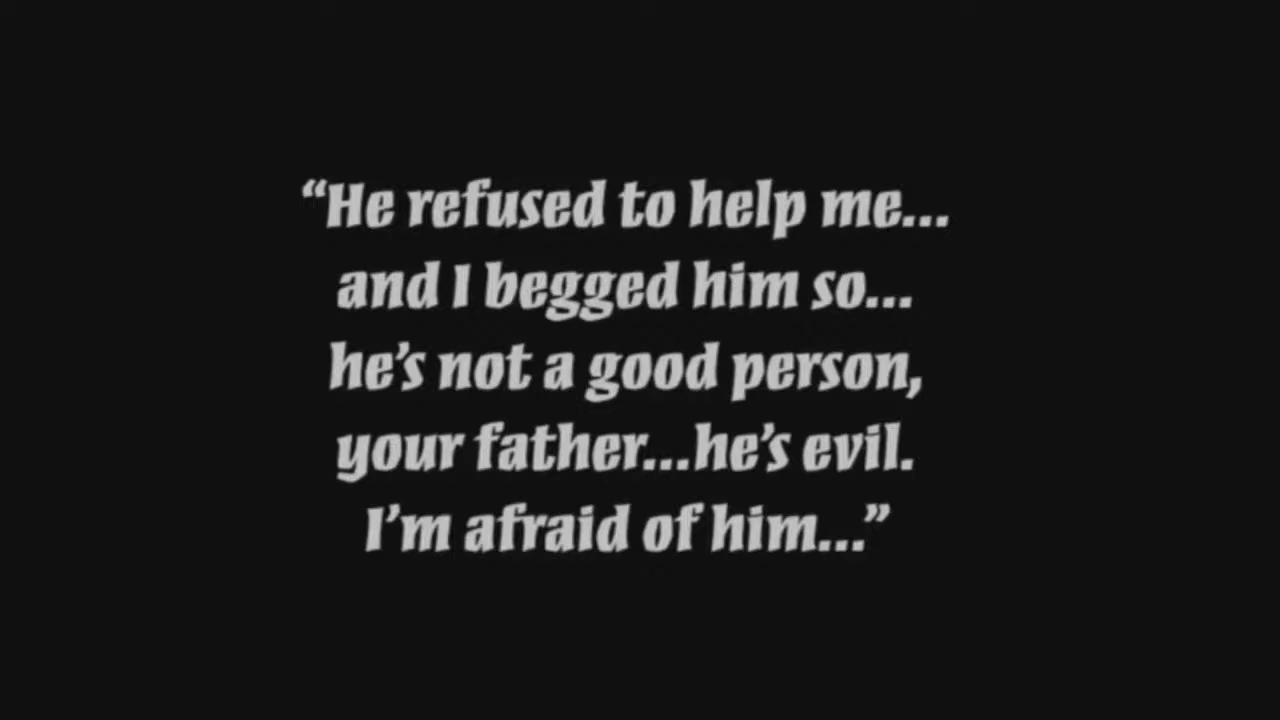 “He refused to help me...
and I begged him so...
he’s not a good person,
your father...he’s evil.
I’m afraid of him...”